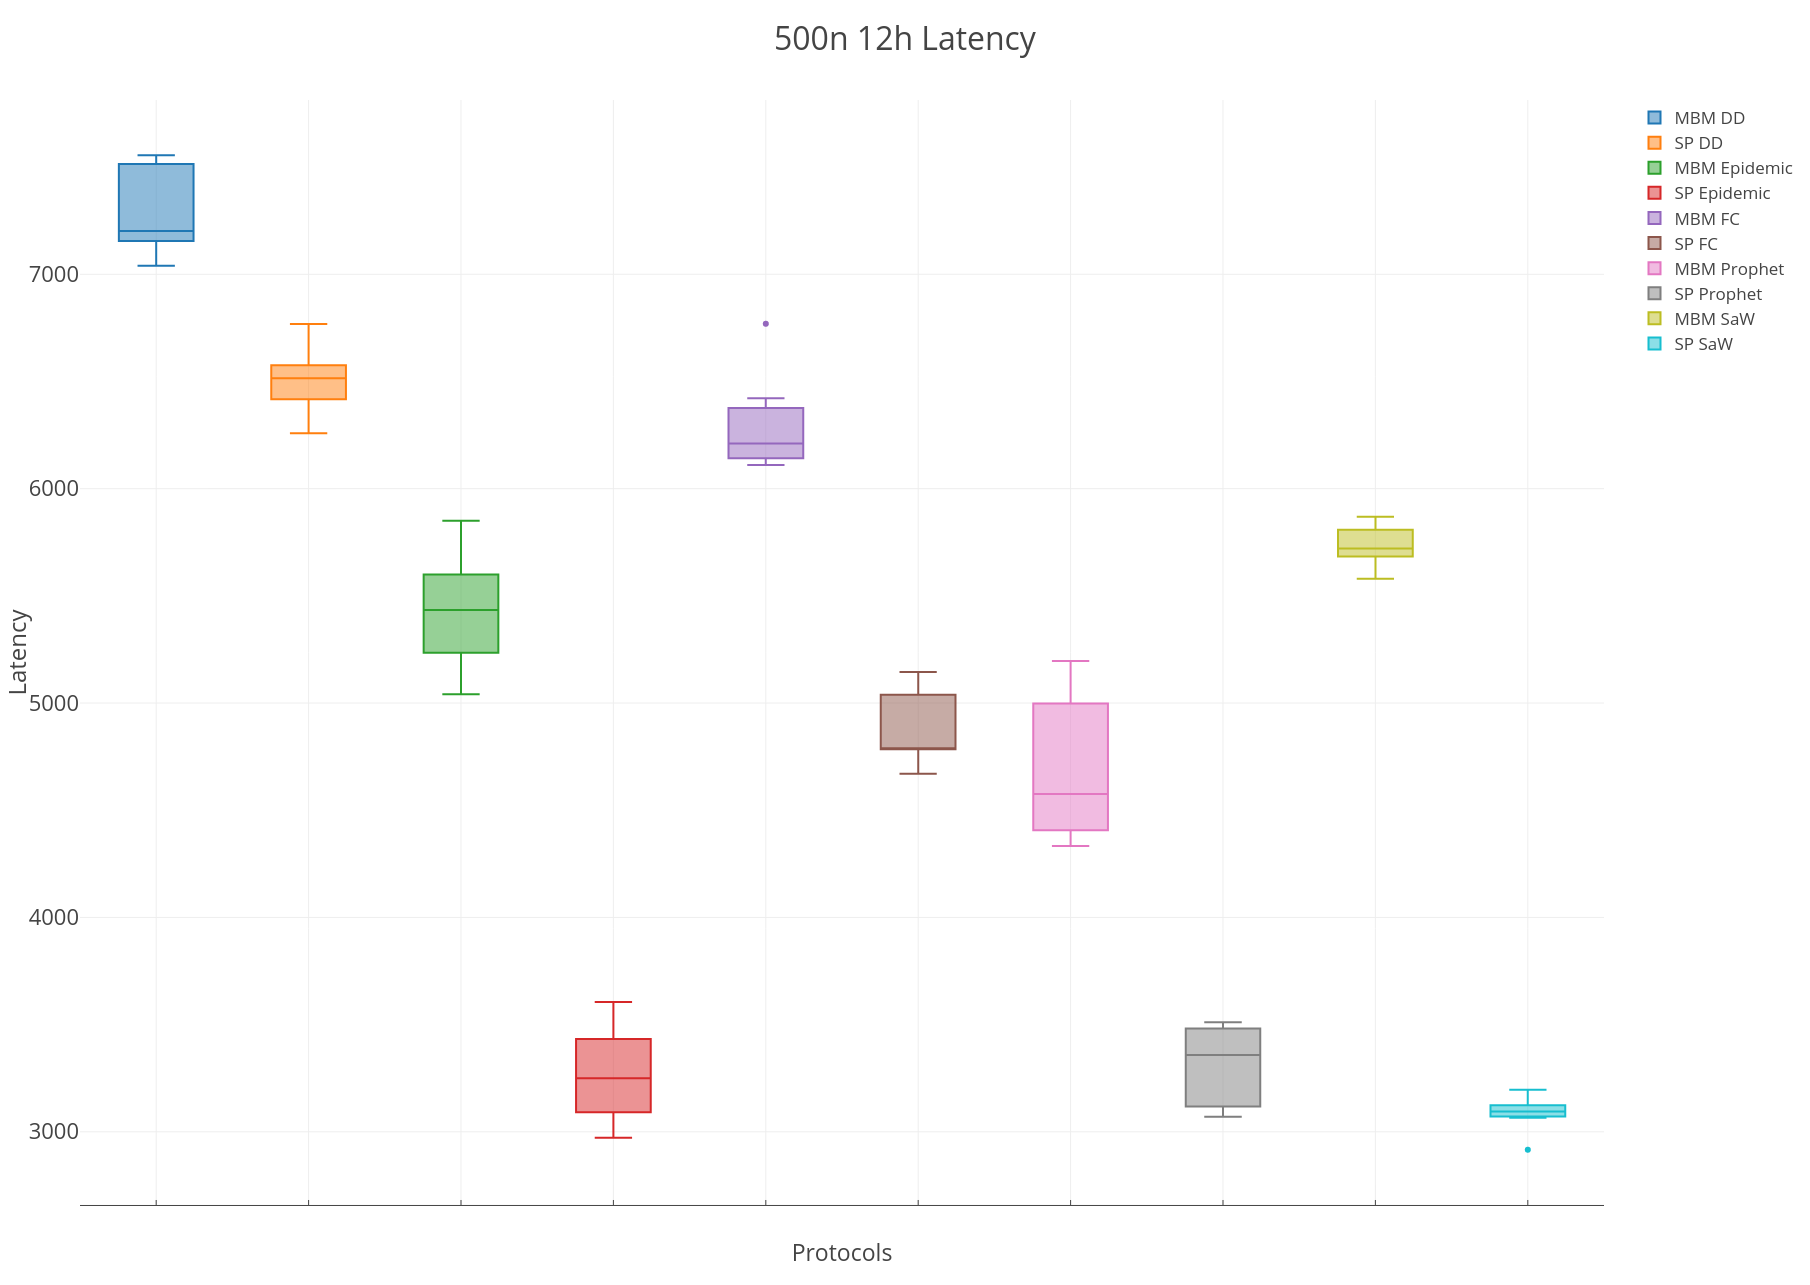 500n 12h Latency
MBM DD
SP DD
MBM Epidemic
SP Epidemic
MBM FC
SP FC
MBM Prophet
SP Prophet
MBM SaW
SP SaW
7000
6000
5000
4000
3000
Latency
Protocols